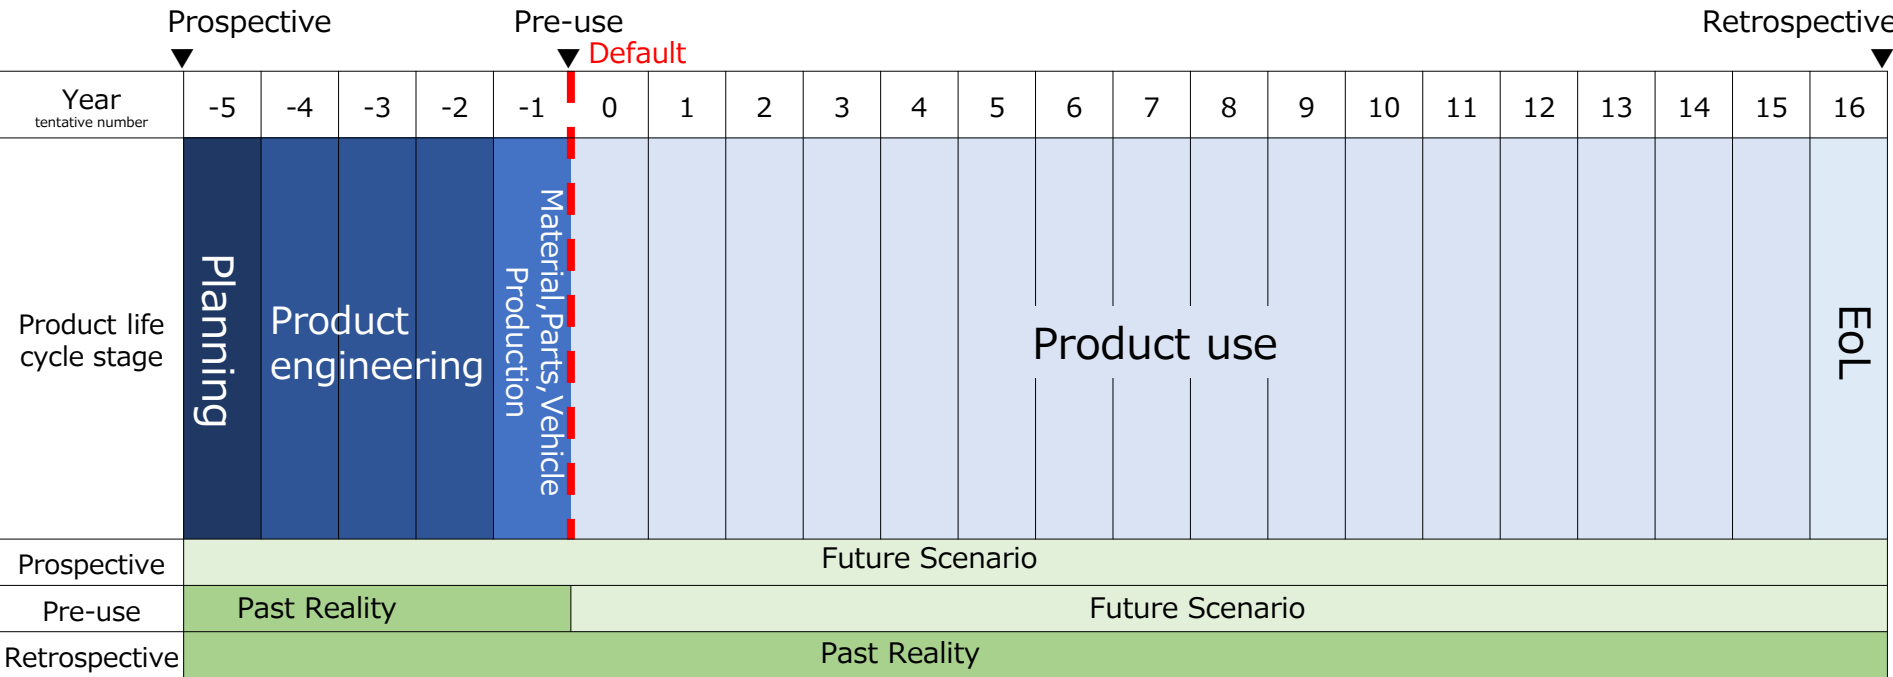 Prospective
Pre-use
Retrospective
Default
Year
tentative number
-5 -4 -3 -2 -1 0 1 2 3 4 5 6 7 8 9 10 11 12 13 14 15 16
Product life
cycle stage
Planning
Product
engineering
Material,Parts,Vehicle
Production
Product use
EoL
Prospective
Future Scenario
Pre-use
Past Reality
Future Scenario
Retrospective
Past Reality